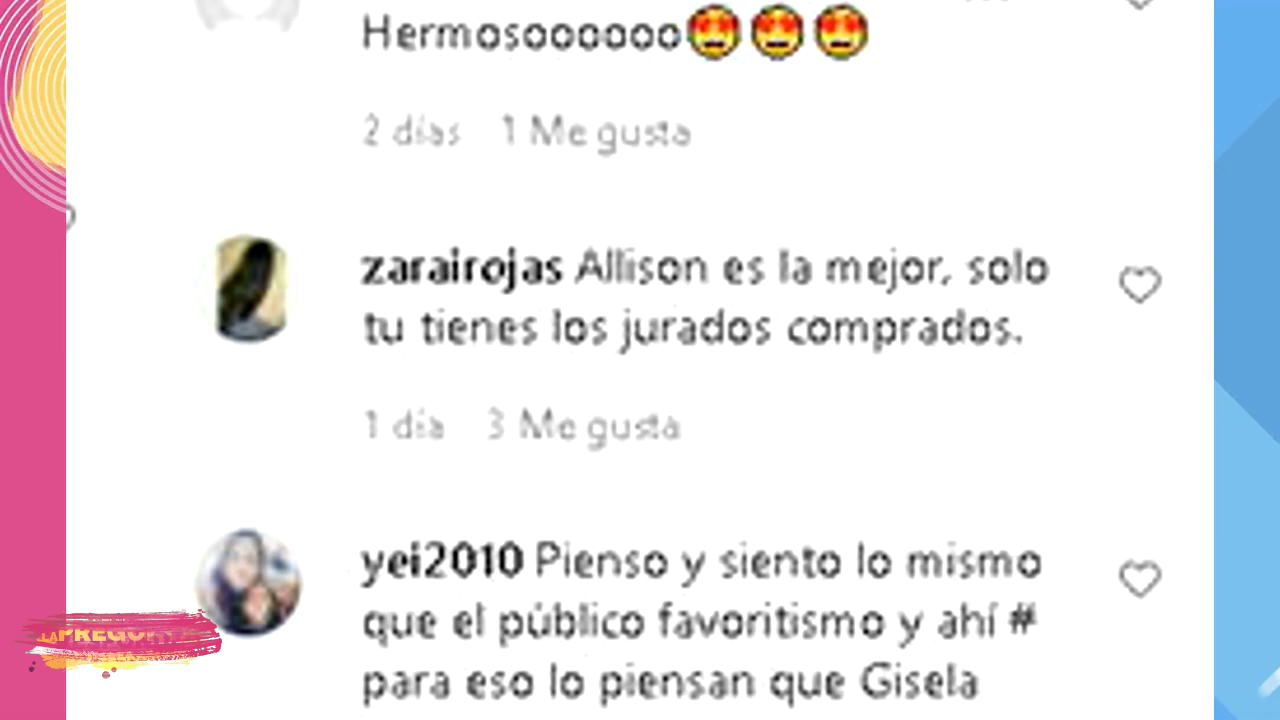 Hermosoooooo😍😍😍
2 días 1 Me gusta
zarairojas Allison es la mejor, solo
tu tienes los jurados comprados.
1 día 3 Me gusta
yei2010 Pienso y siento lo mismo
que el público favoritismo y ahí #
para eso lo piensan que Gisela
LA